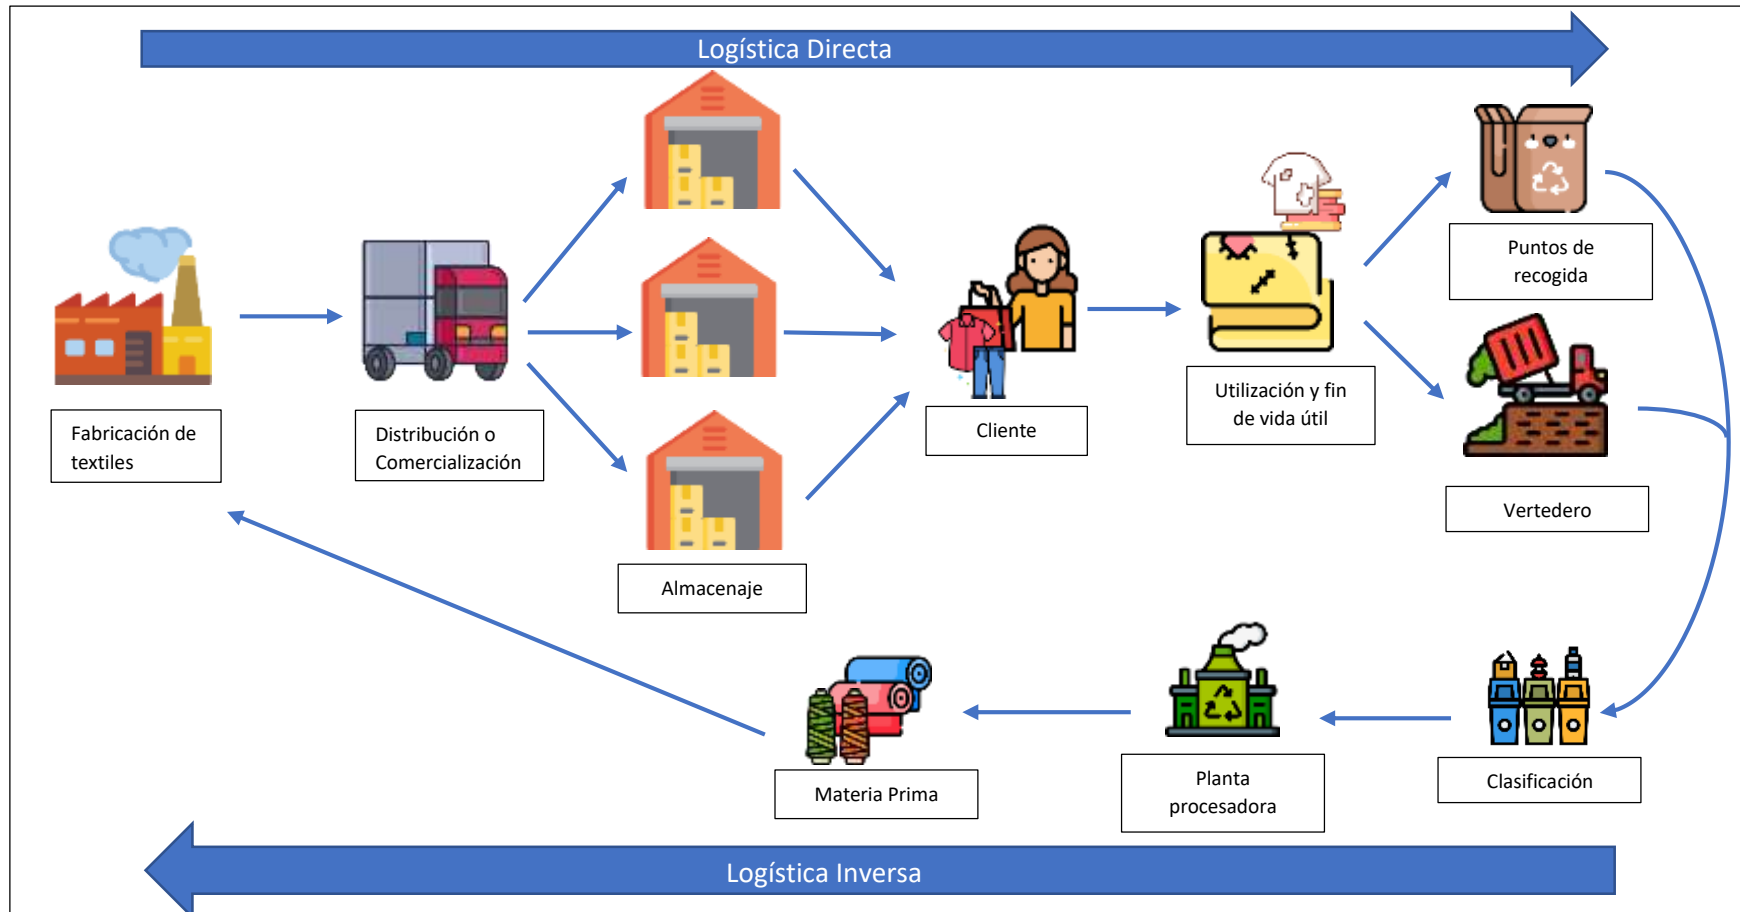 Logística Directa
Puntos de
recogida
Utilización y fin
de vida útil
Cliente
Fabricación de
textiles
Distribución o
Comercialización
Vertedero
Almacenaje
Materia Prima
Planta
procesadora
Clasificación
Logística Inversa